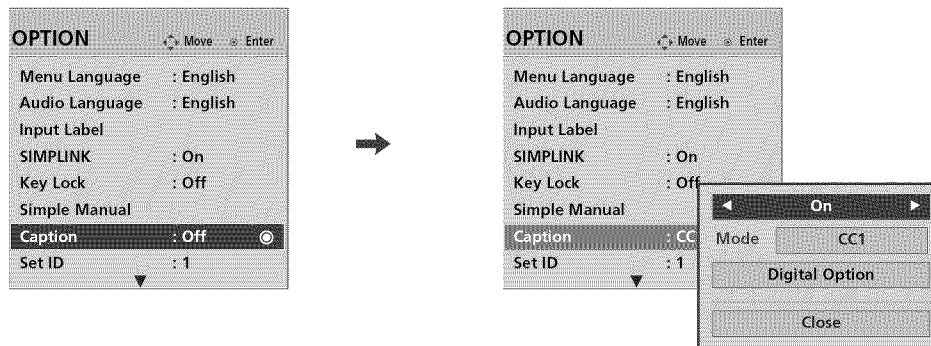 OPTION Move Enter
Menu Language : English
Audio Language : English
Input Label
SIMPLINK : On
Key Lock : Off
Simple Manual
Caption : Off
Set ID : 1
OPTION Move Enter
Menu Language : English
Audio Language : English
Input Label
SIMPLINK : On
Key Lock : Off
Simple Manual
Caption : CC
Set ID : 1
On
Mode CC1
Digital Option
Close